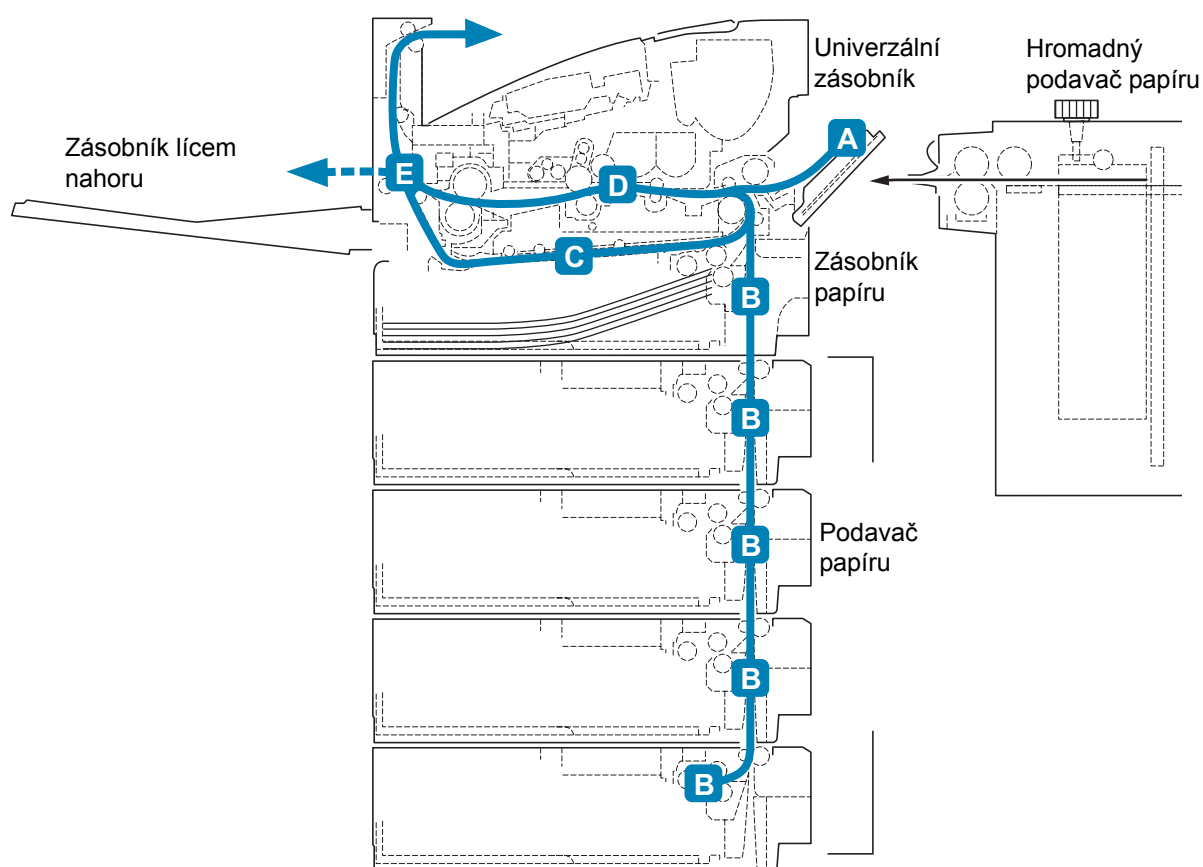 Univerzální
zásobník
Hromadný
podavač papíru
Zásobník lícem
nahoru
A
E
D
C
Zásobník
papíru
B
B
Podavač
papíru
B
B
B